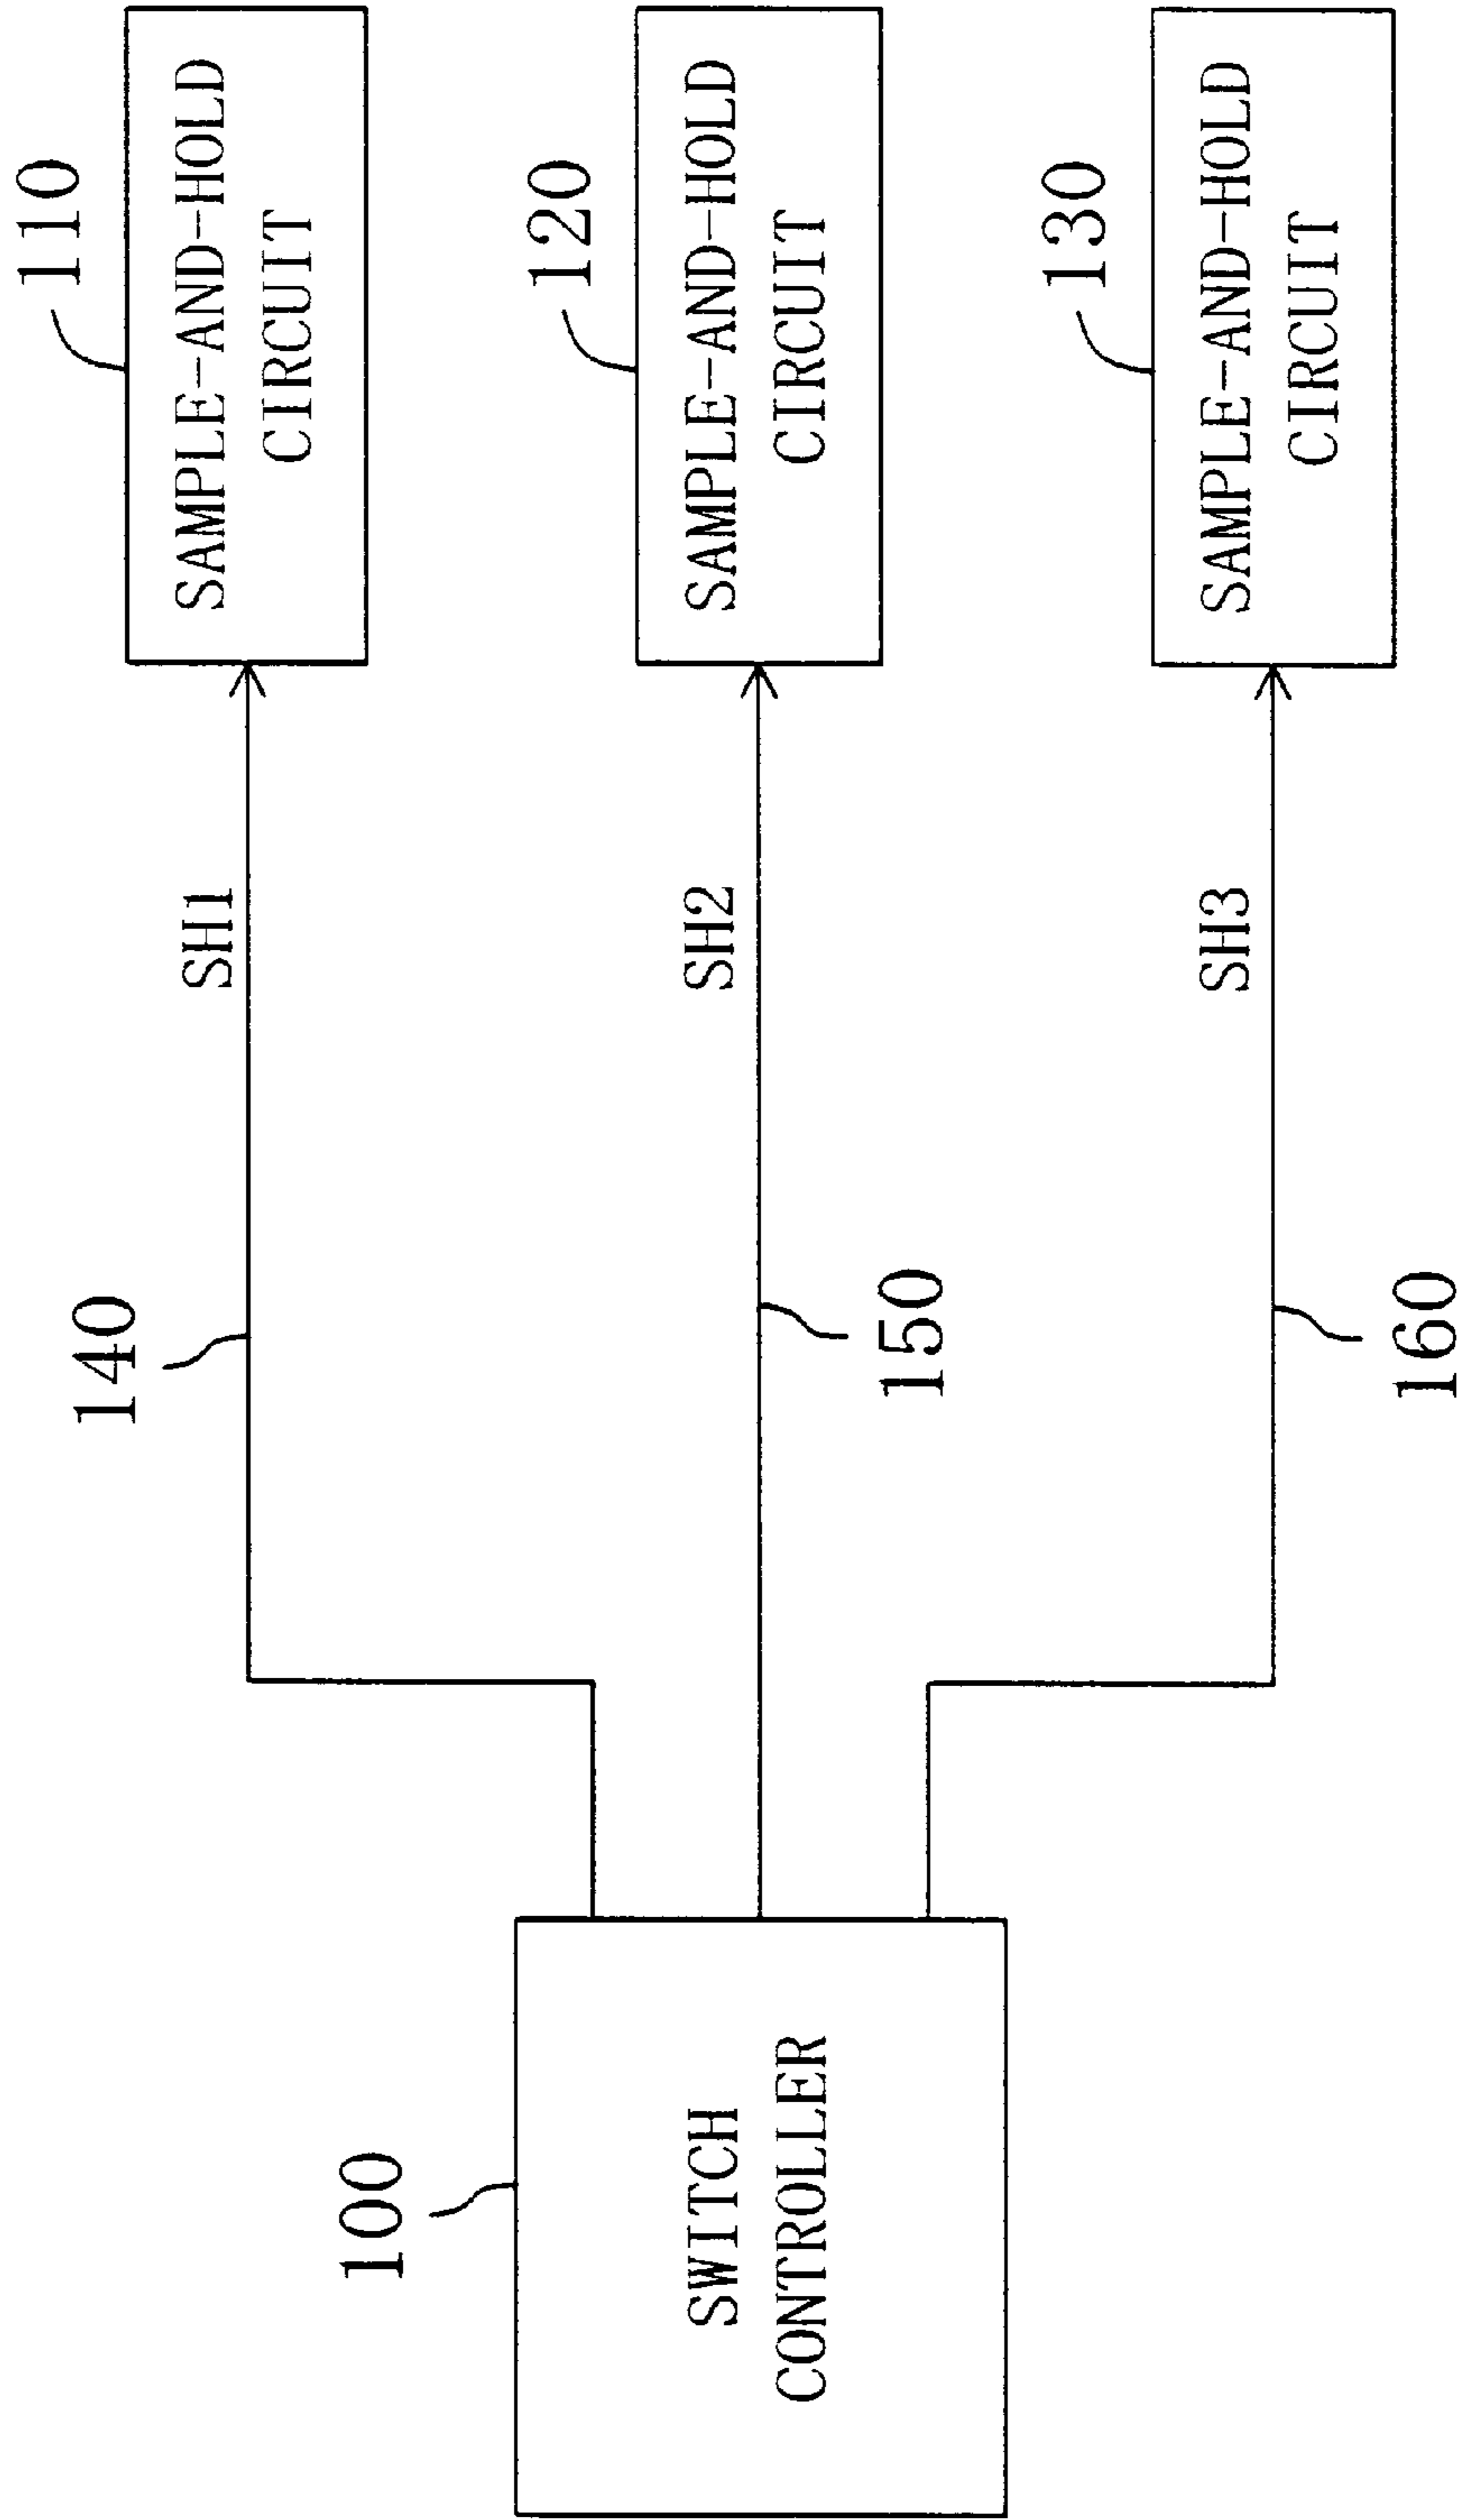 110
SAMPLE-AND-HOLD
CIRCUIT
140
SH1
120
SAMPLE-AND-HOLD
CIRCUIT
100
SWITCH
CONTROLLER
SH2
150
130
SAMPLE-AND-HOLD
CIRCUIT
SH3
160